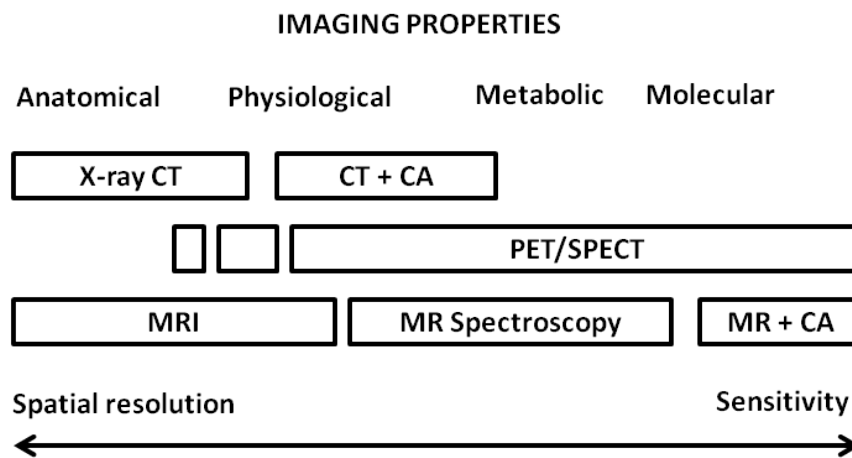 IMAGING PROPERTIES
Anatomical Physiological Metabolic Molecular
X-ray CT CT + CA
PET/SPECT
MRI MR Spectroscopy MR + CA
Spatial resolution Sensitivity